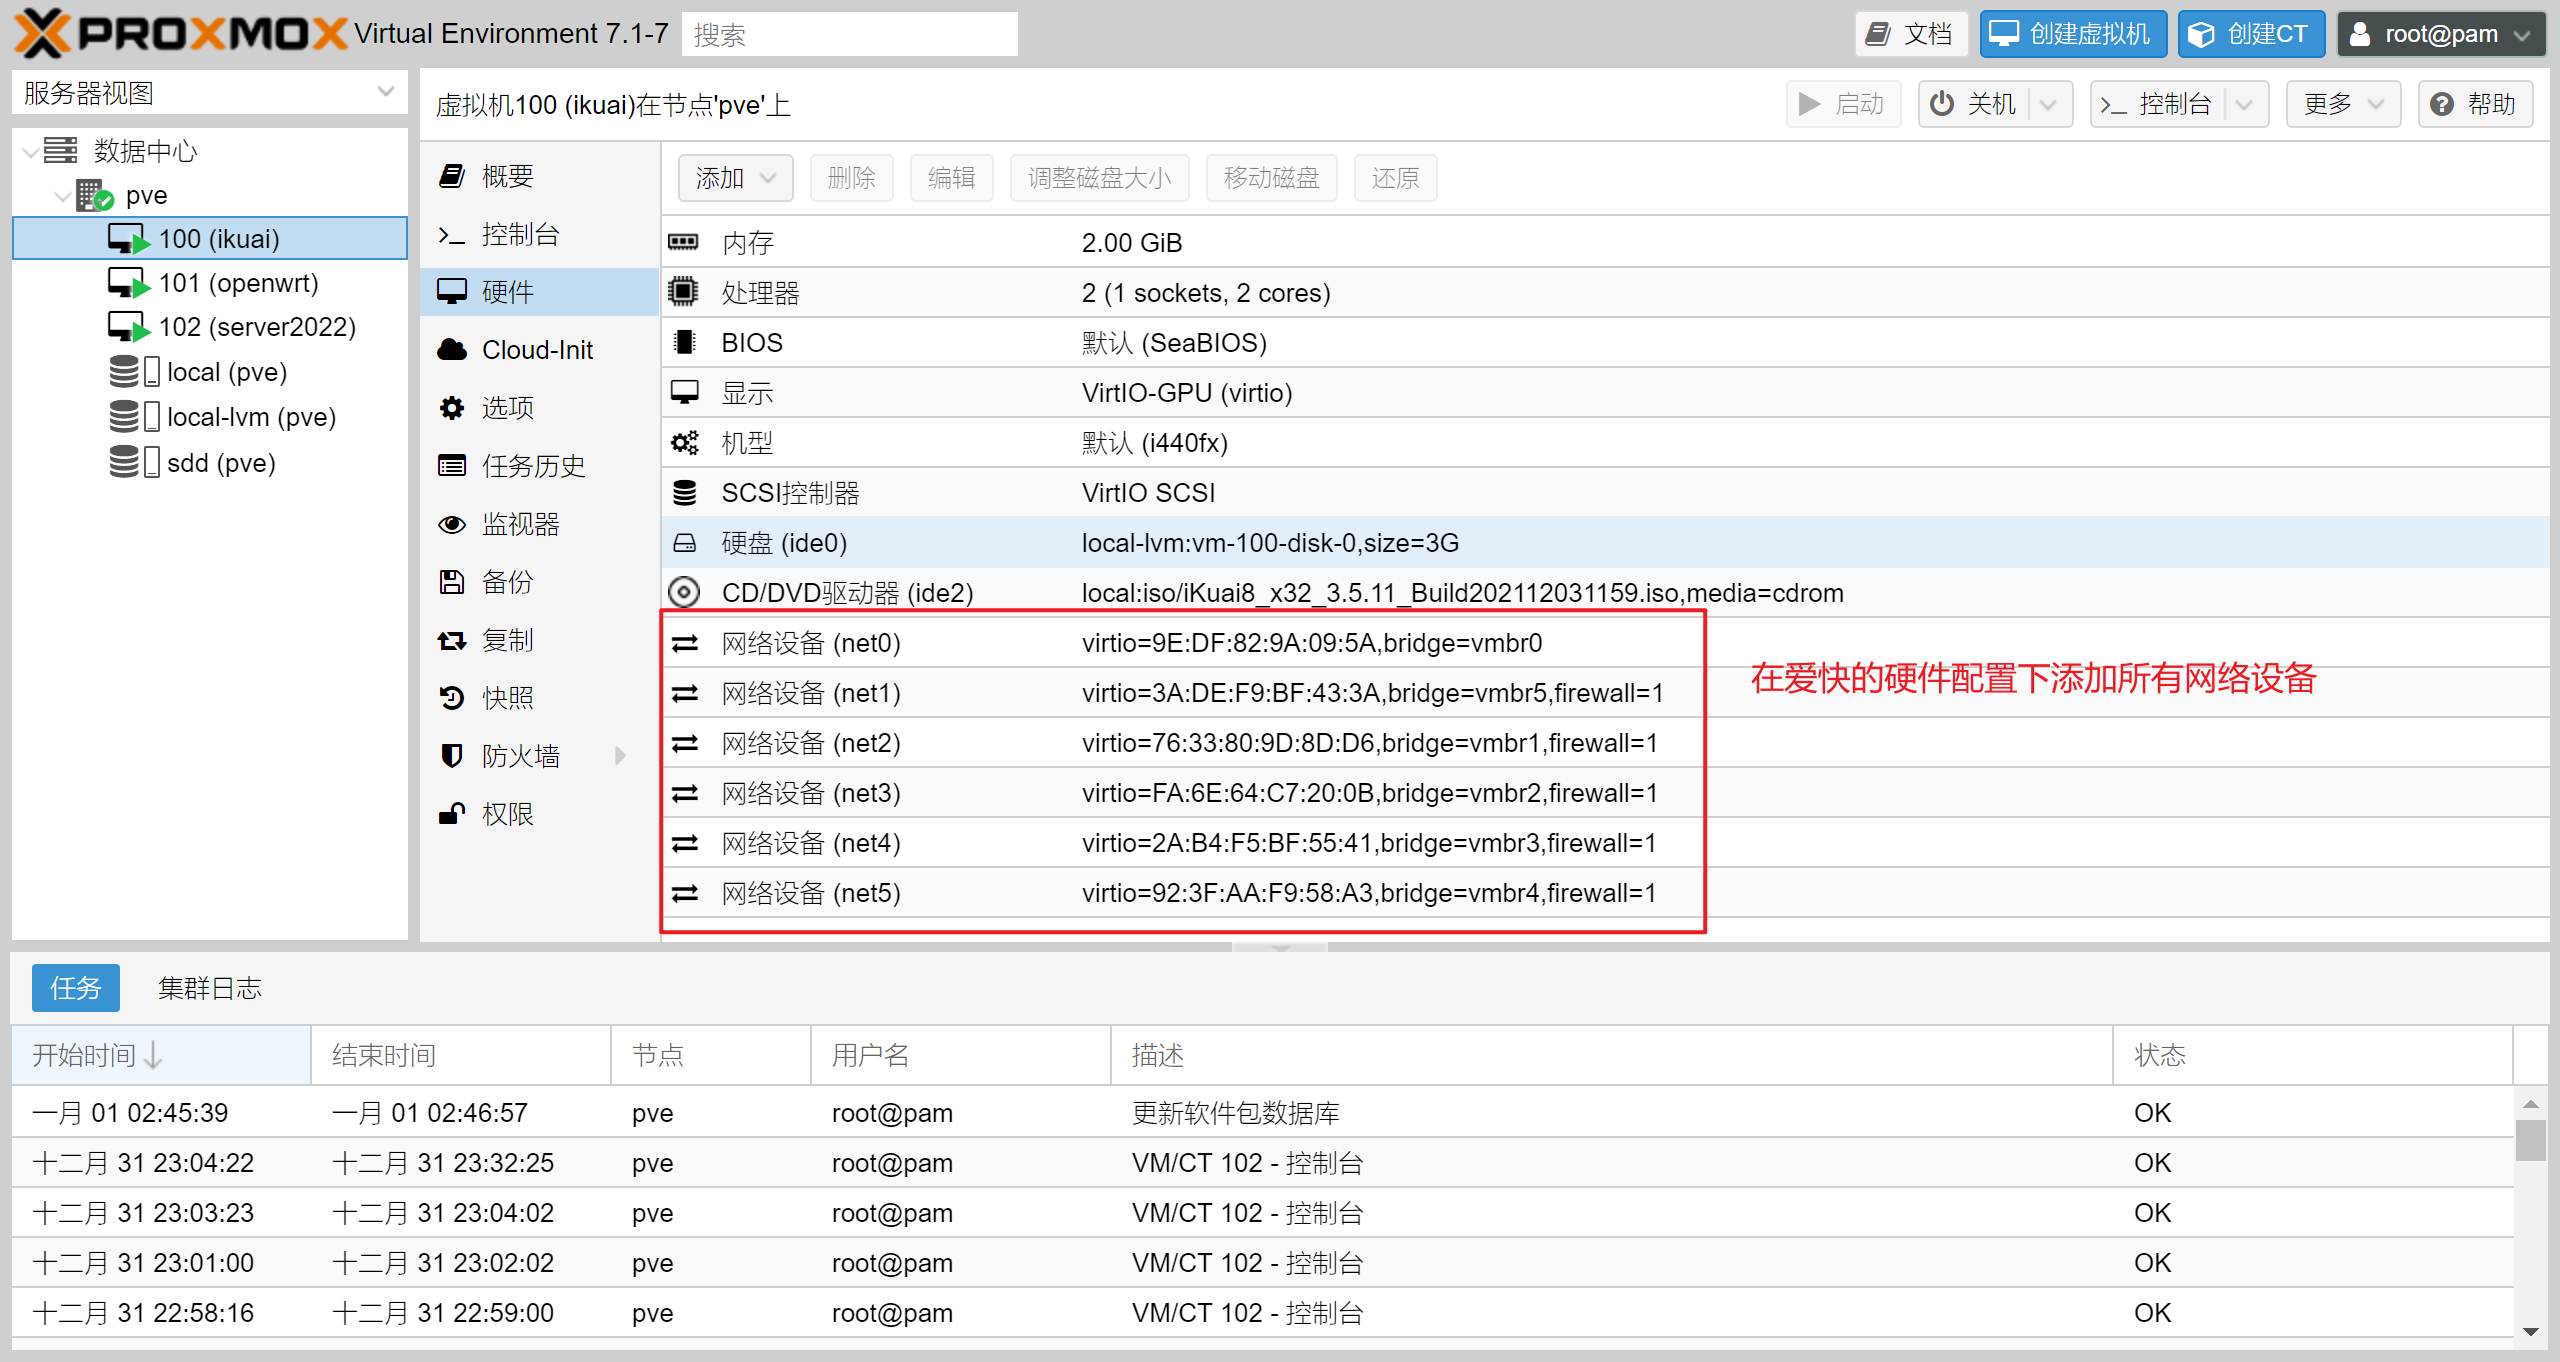 PROXMOX Virtual Environment 7.1-7 搜索 文档 创建虚拟机 创建CT root@pam
服务器视图
数据中心
pve
100 (ikuai)
101 (openwrt)
102 (server2022)
local (pve)
local-lvm (pve)
sdd (pve)
虚拟机100 (ikuai)在节点'pve'上 启动 关机 控制台 更多 帮助
概要
控制台
硬件
Cloud-Init
选项
任务历史
监视器
备份
复制
快照
防火墙
权限
添加 删除 编辑 调整磁盘大小 移动磁盘 还原
内存 2.00 GiB
处理器 2 (1 sockets, 2 cores)
BIOS 默认 (SeaBIOS)
显示 VirtIO-GPU (virtio)
机型 默认 (i440fx)
SCSI控制器 VirtIO SCSI
硬盘 (ide0) local-lvm:vm-100-disk-0,size=3G
CD/DVD驱动器 (ide2) local:iso/iKuai8_x32_3.5.11_Build202112031159.iso,media=cdrom
网络设备 (net0) virtio=9E:DF:82:9A:09:5A,bridge=vmbr0
网络设备 (net1) virtio=3A:DE:F9:BF:43:3A,bridge=vmbr5,firewall=1
网络设备 (net2) virtio=76:33:80:9D:8D:D6,bridge=vmbr1,firewall=1
网络设备 (net3) virtio=FA:6E:64:C7:20:0B,bridge=vmbr2,firewall=1
网络设备 (net4) virtio=2A:B4:F5:BF:55:41,bridge=vmbr3,firewall=1
网络设备 (net5) virtio=92:3F:AA:F9:58:A3,bridge=vmbr4,firewall=1
在爱快的硬件配置下添加所有网络设备
任务 集群日志
开始时间 结束时间 节点 用户名 描述 状态
一月 01 02:45:39 一月 01 02:46:57 pve root@pam 更新软件包数据库 OK
十二月 31 23:04:22 十二月 31 23:32:25 pve root@pam VM/CT 102 - 控制台 OK
十二月 31 23:03:23 十二月 31 23:04:02 pve root@pam VM/CT 102 - 控制台 OK
十二月 31 23:01:00 十二月 31 23:02:02 pve root@pam VM/CT 102 - 控制台 OK
十二月 31 22:58:16 十二月 31 22:59:00 pve root@pam VM/CT 102 - 控制台 OK